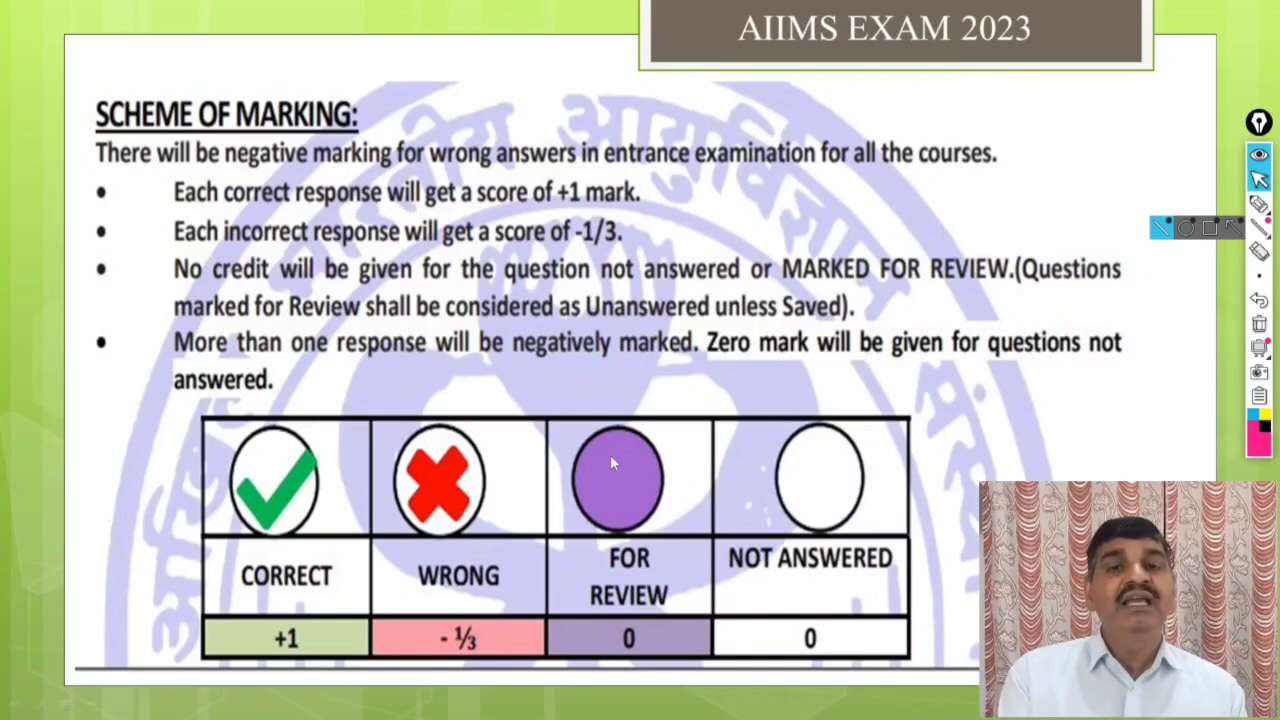 AIIMS EXAM 2023
SCHEME OF MARKING:
There will be negative marking for wrong answers in entrance examination for all the courses.
• Each correct response will get a score of +1 mark.
• Each incorrect response will get a score of -1/3.
• No credit will be given for the question not answered or MARKED FOR REVIEW.(Questions
marked for Review shall be considered as Unanswered unless Saved).
• More than one response will be negatively marked. Zero mark will be given for questions not
answered.
CORRECT WRONG FOR REVIEW NOT ANSWERED
+1 - ⅓ 0 0
भारतीय आयुर्विज्ञान